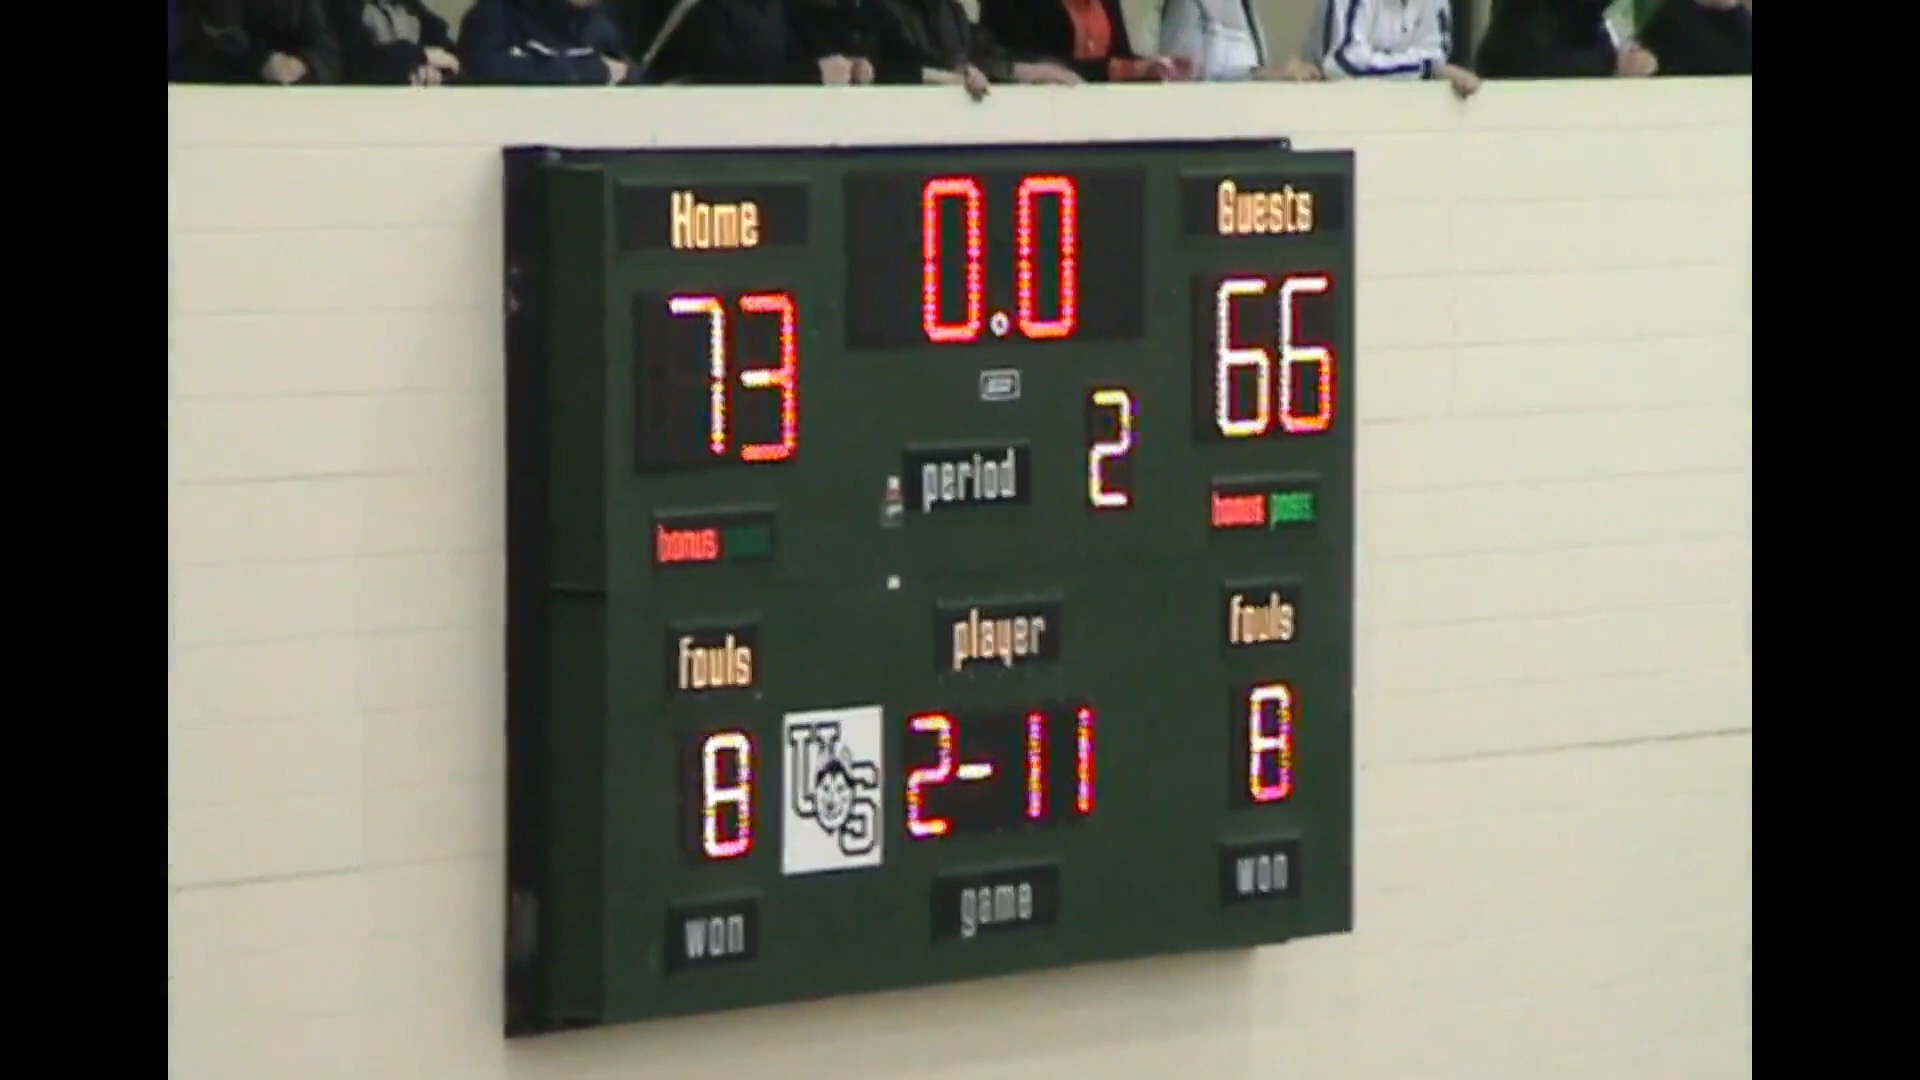 Home 0.0 Guests
73 66
2
period
bonus bonus poss.
fouls player fouls
8 US 2-11 8
won game won